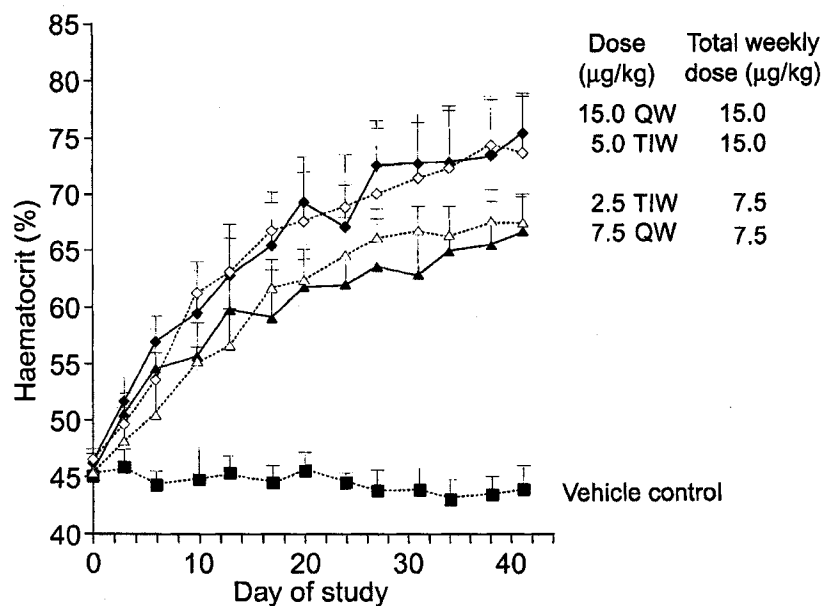 85
80
75
70
65
60
55
50
45
40
Haematocrit (%)
0 10 20 30 40
Day of study
Dose Total weekly
(μg/kg) dose (μg/kg)
15.0 QW 15.0
5.0 TIW 15.0
2.5 TIW 7.5
7.5 QW 7.5
Vehicle control